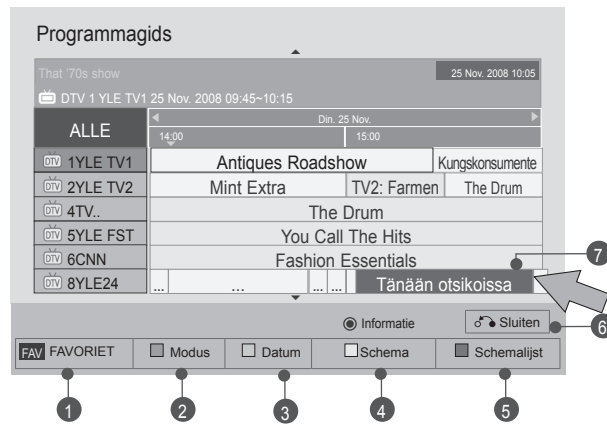 Programmagids
That '70s show 25 Nov. 2008 10:05
DTV 1 YLE TV1 25 Nov. 2008 09:45~10:15
ALLE Din. 25 Nov.
14:00 15:00
DTV 1YLE TV1 Antiques Roadshow Kungskonsumente
DTV 2YLE TV2 Mint Extra TV2: Farmen The Drum
DTV 4TV.. The Drum
DTV 5YLE FST You Call The Hits
DTV 6CNN Fashion Essentials
DTV 8YLE24 ... ... ... ... Tänään otsikoissa
7
Informatie Sluiten
6
FAV FAVORIET Modus Datum Schema Schemalijst
1 2 3 4 5